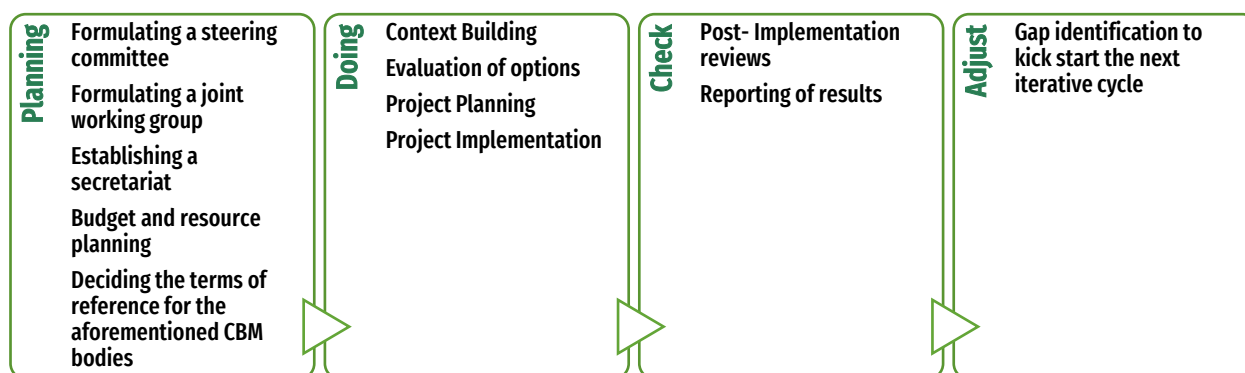 Planning
Formulating a steering
committee
Formulating a joint
working group
Establishing a
secretariat
Budget and resource
planning
Deciding the terms of
reference for the
aforementioned CBM
bodies
Doing
Context Building
Evaluation of options
Project Planning
Project Implementation
Check
Post- Implementation
reviews
Reporting of results
Adjust
Gap identification to
kick start the next
iterative cycle